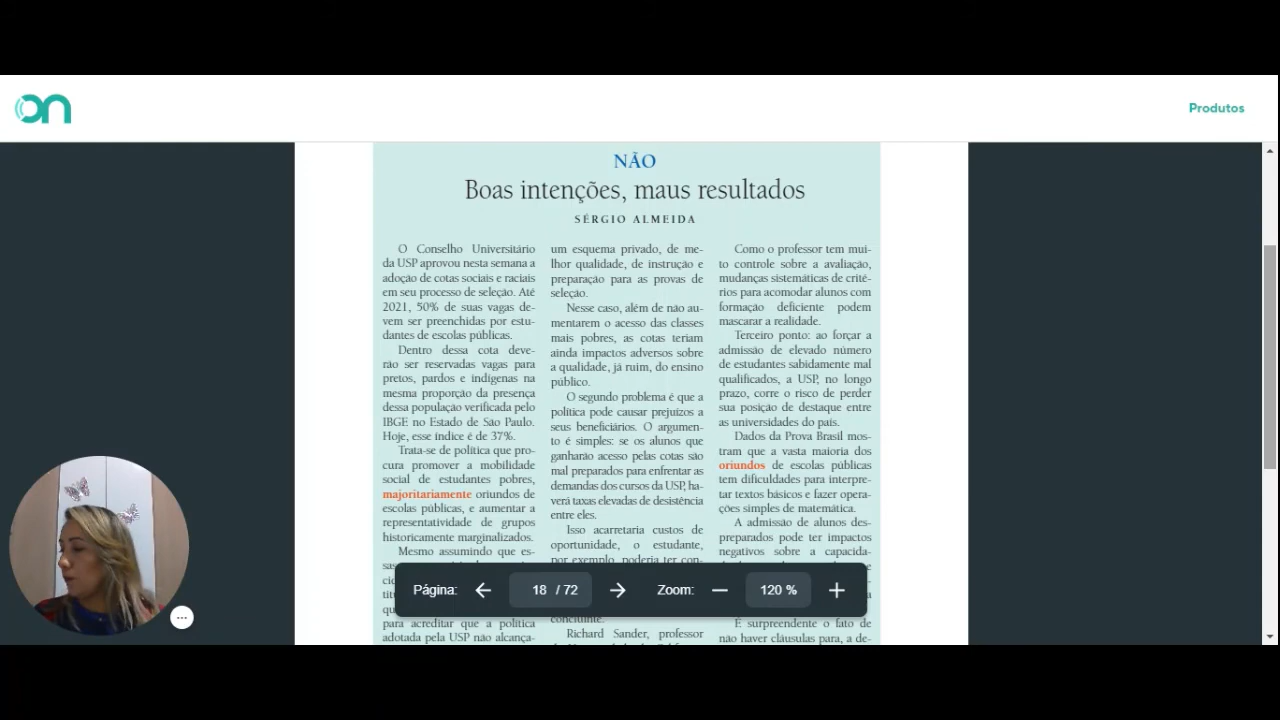 on
Produtos
NÃO
Boas intenções, maus resultados
SÉRGIO ALMEIDA
O Conselho Universitário
da USP aprovou nesta semana a
adoção de cotas sociais e raciais
em seu processo de seleção. Até
2021, 50% de suas vagas de-
vem ser preenchidas por estu-
dantes de escolas públicas.
Dentro dessa cota deve-
rão ser reservadas vagas para
pretos, pardos e indígenas na
mesma proporção da presença
dessa população verificada pelo
IBGE no Estado de São Paulo.
Hoje, esse índice é de 37%.
Trata-se de política que pro-
cura promover a mobilidade
social de estudantes pobres,
majoritariamente oriundos de
escolas públicas, e aumentar a
representatividade de grupos
historicamente marginalizados.
Mesmo assumindo que es-
para acreditar que a política
adotada pela USP não alcança-
um esquema privado, de me-
lhor qualidade, de instrução e
preparação para as provas de
seleção.
Nesse caso, além de não au-
mentarem o acesso das classes
mais pobres, as cotas teriam
ainda impactos adversos sobre
a qualidade, já ruim, do ensino
público.
O segundo problema é que a
política pode causar prejuízos a
seus beneficiários. O argumen-
to é simples: se os alunos que
ganharão acesso pelas cotas são
mal preparados para enfrentar as
demandas dos cursos da USP, ha-
verá taxas elevadas de desistência
entre eles.
Isso acarretaria custos de
oportunidade, o estudante,
por exemplo, poderia ter con-
concluinte.
Richard Sander, professor
Como o professor tem mui-
to controle sobre a avaliação,
mudanças sistemáticas de crité-
rios para acomodar alunos com
formação deficiente podem
mascarar a realidade.
Terceiro ponto: ao forçar a
admissão de elevado número
de estudantes sabidamente mal
qualificados, a USP, no longo
prazo, corre o risco de perder
sua posição de destaque entre
as universidades do país.
Dados da Prova Brasil mos-
tram que a vasta maioria dos
oriundos de escolas públicas
tem dificuldades para interpre-
tar textos básicos e fazer opera-
ções simples de matemática.
A admissão de alunos des-
preparados pode ter impactos
negativos sobre a capacida-
É surpreendente o fato de
não haver cláusulas para, a de-
Página: 18 / 72 Zoom: 120 %